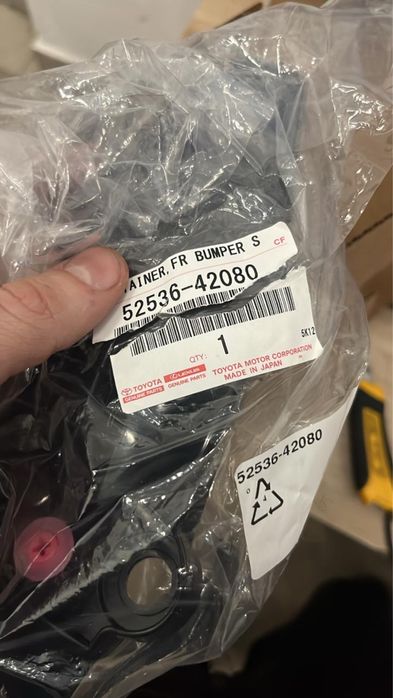 AINER, FR BUMPER S
CF
52536-42080
5K12
QTY: 1
TOYOTA
GENUINE PARTS
LEXUS
GENUINE PARTS
TOYOTA MOTOR CORPORATION
MADE IN JAPAN
52536-42080